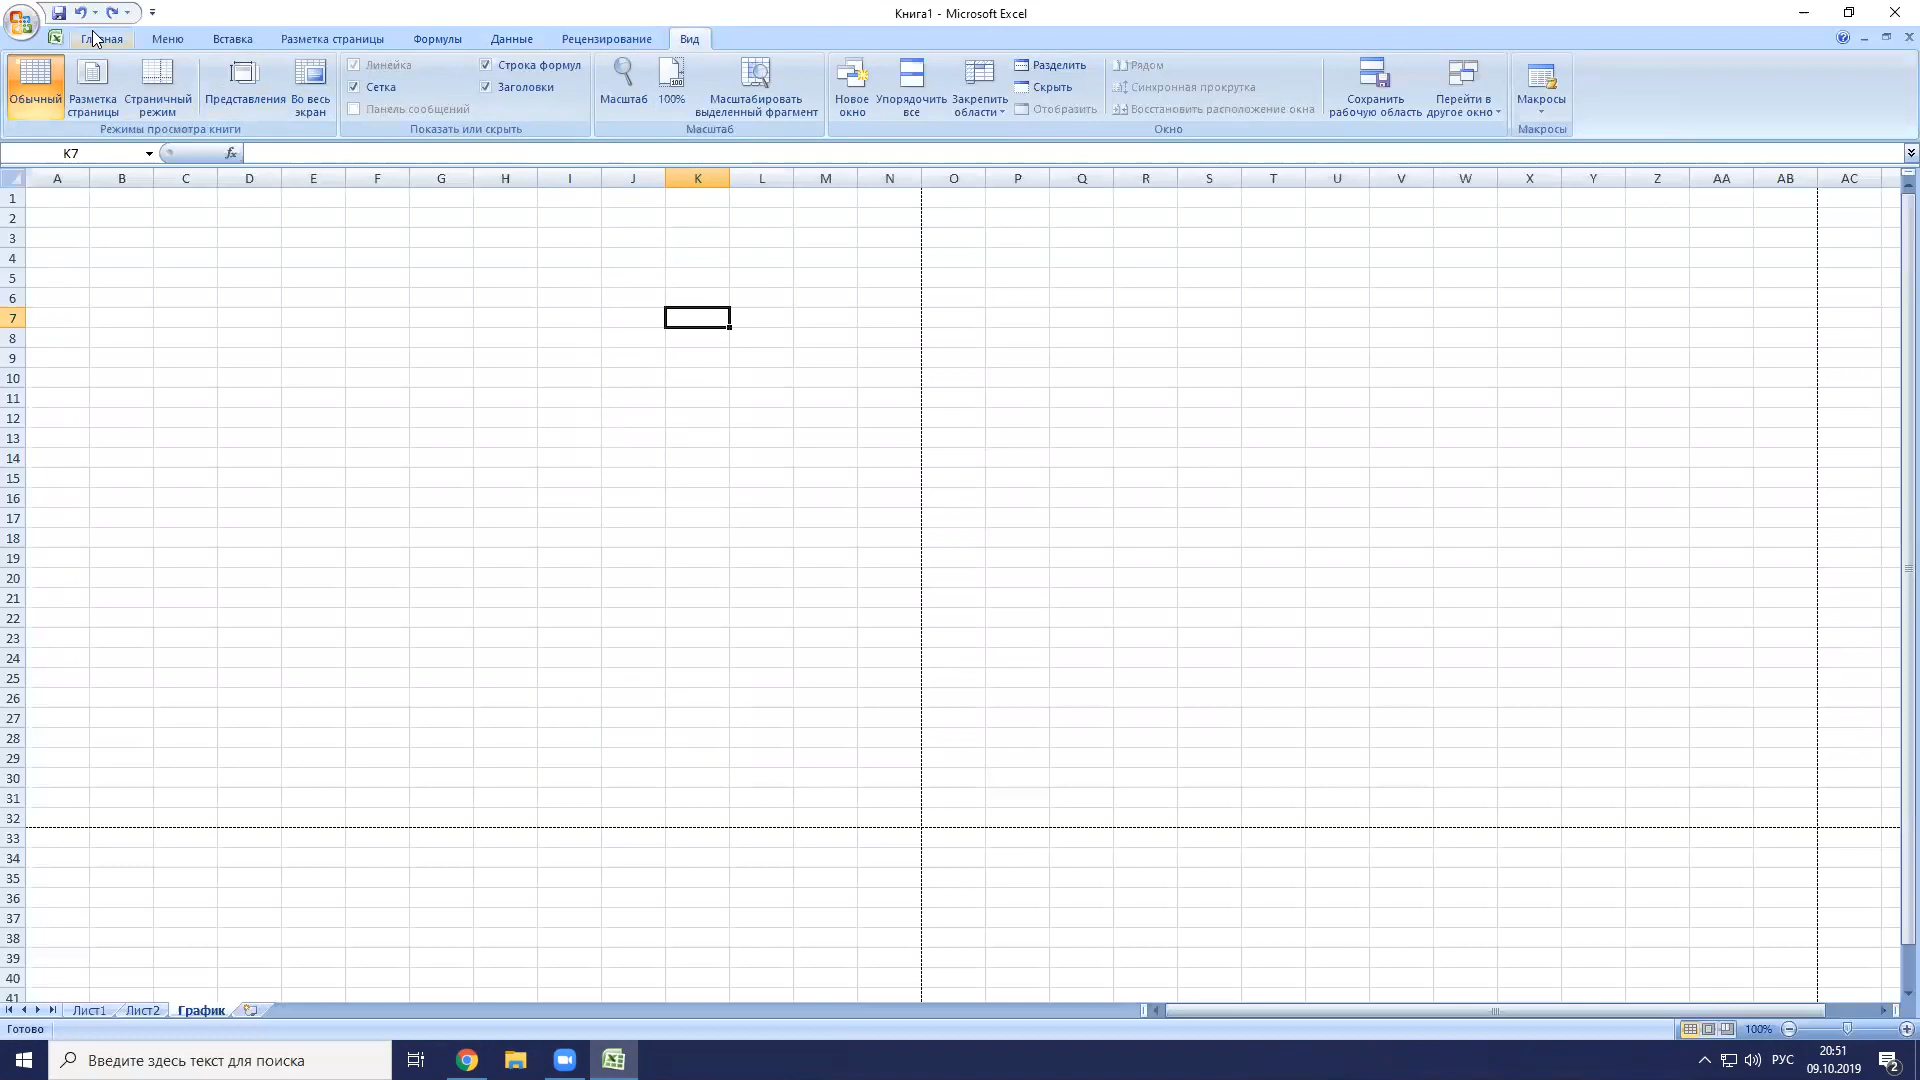 Книга1 - Microsoft Excel
Главная Меню Вставка Разметка страницы Формулы Данные Рецензирование Вид
Обычный Разметка страницы Страничный режим Представления Во весь экран
Режимы просмотра книги
Линейка Строка формул
Сетка Заголовки
Панель сообщений
Показать или скрыть
Масштаб 100% Масштабировать выделенный фрагмент
Масштаб
Новое окно Упорядочить все Закрепить области
Разделить
Скрыть
Отобразить
Рядом
Синхронная прокрутка
Восстановить расположение окна
Сохранить рабочую область Перейти в другое окно
Окно
Макросы
Макросы
K7 fx
A B C D E F G H I J K L M N O P Q R S T U V W X Y Z AA AB AC
1
2
3
4
5
6
7
8
9
10
11
12
13
14
15
16
17
18
19
20
21
22
23
24
25
26
27
28
29
30
31
32
33
34
35
36
37
38
39
40
41
Лист1 Лист2 График
Готово 100%
Введите здесь текст для поиска РУС 20:51
09.10.2019 2